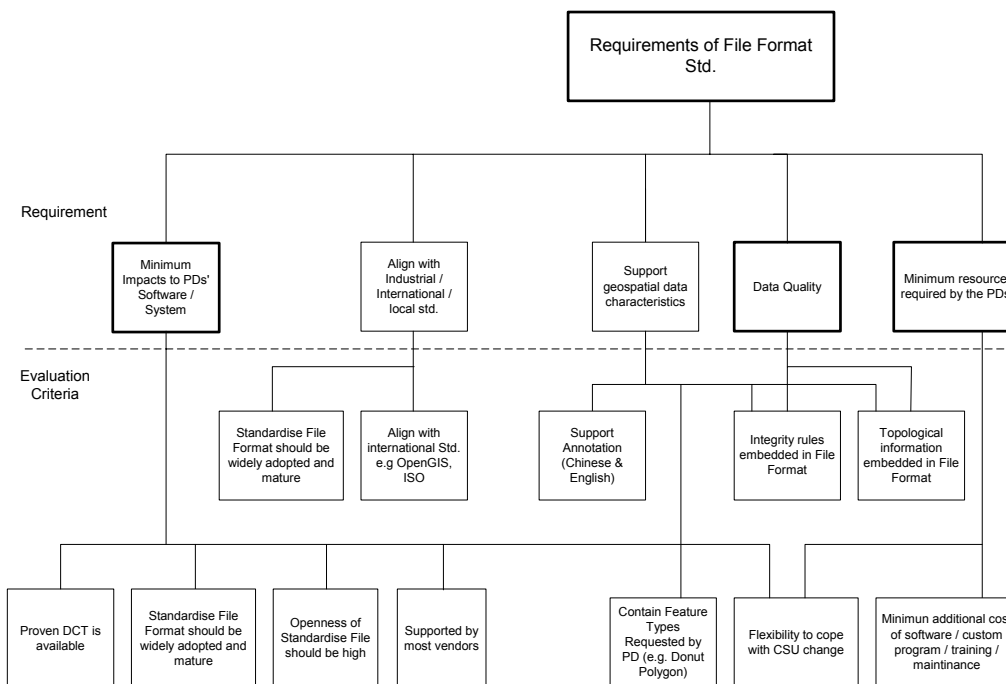 Requirements of File Format
Std.
Requirement
Minimum
Impacts to PDs'
Software /
System
Align with
Industrial /
International /
local std.
Support
geospatial data
characteristics
Data Quality
Minimum resource
required by the PDs
Evaluation
Criteria
Standardise File
Format should be
widely adopted and
mature
Align with
international Std.
e.g OpenGIS,
ISO
Support
Annotation
(Chinese &
English)
Integrity rules
embedded in File
Format
Topological
information
embedded in File
Format
Proven DCT is
available
Standardise File
Format should be
widely adopted and
mature
Openness of
Standardise File
should be high
Supported by
most vendors
Contain Feature
Types
Requested by
PD (e.g. Donut
Polygon)
Flexibility to cope
with CSU change
Minimun additional cos
of software / custom
program / training /
maintinance